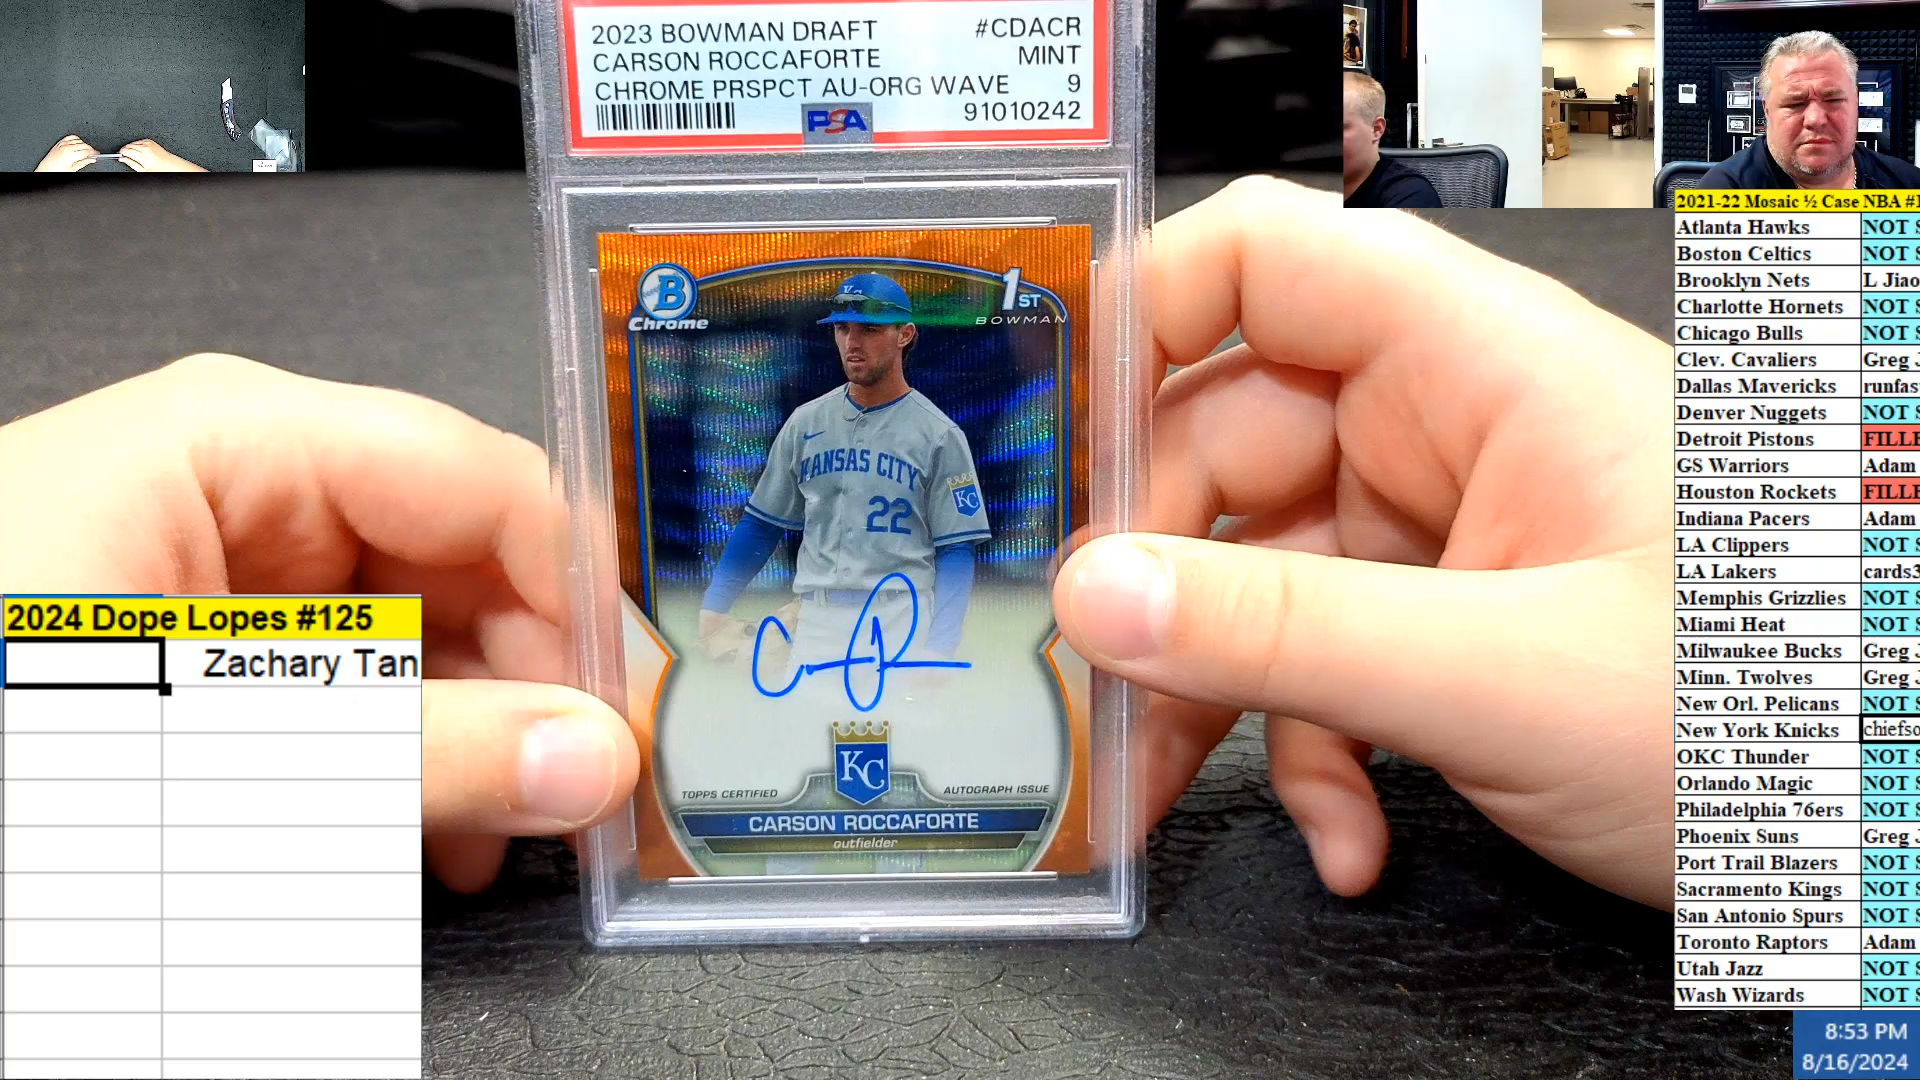 2023 BOWMAN DRAFT #CDACR
CARSON ROCCAFORTE MINT
CHROME PRSPCT AU-ORG WAVE 9
PSA 91010242
B
Chrome
1ST
BOWMAN
KC
KANSAS CITY
22
KC
KC
TOPPS CERTIFIED AUTOGRAPH ISSUE
CARSON ROCCAFORTE
outfielder
2024 Dope Lopes #125
Zachary Tan
2021-22 Mosaic ½ Case NBA #1
Atlanta Hawks NOT S
Boston Celtics NOT S
Brooklyn Nets L Jiao
Charlotte Hornets NOT S
Chicago Bulls NOT S
Clev. Cavaliers Greg J
Dallas Mavericks runfas
Denver Nuggets NOT S
Detroit Pistons FILLE
GS Warriors Adam
Houston Rockets FILLE
Indiana Pacers Adam
LA Clippers NOT S
LA Lakers cards3
Memphis Grizzlies NOT S
Miami Heat NOT S
Milwaukee Bucks Greg J
Minn. Twolves Greg J
New Orl. Pelicans NOT S
New York Knicks chiefso
OKC Thunder NOT S
Orlando Magic NOT S
Philadelphia 76ers NOT S
Phoenix Suns Greg J
Port Trail Blazers NOT S
Sacramento Kings NOT S
San Antonio Spurs NOT S
Toronto Raptors Adam
Utah Jazz NOT S
Wash Wizards NOT S
8:53 PM
8/16/2024